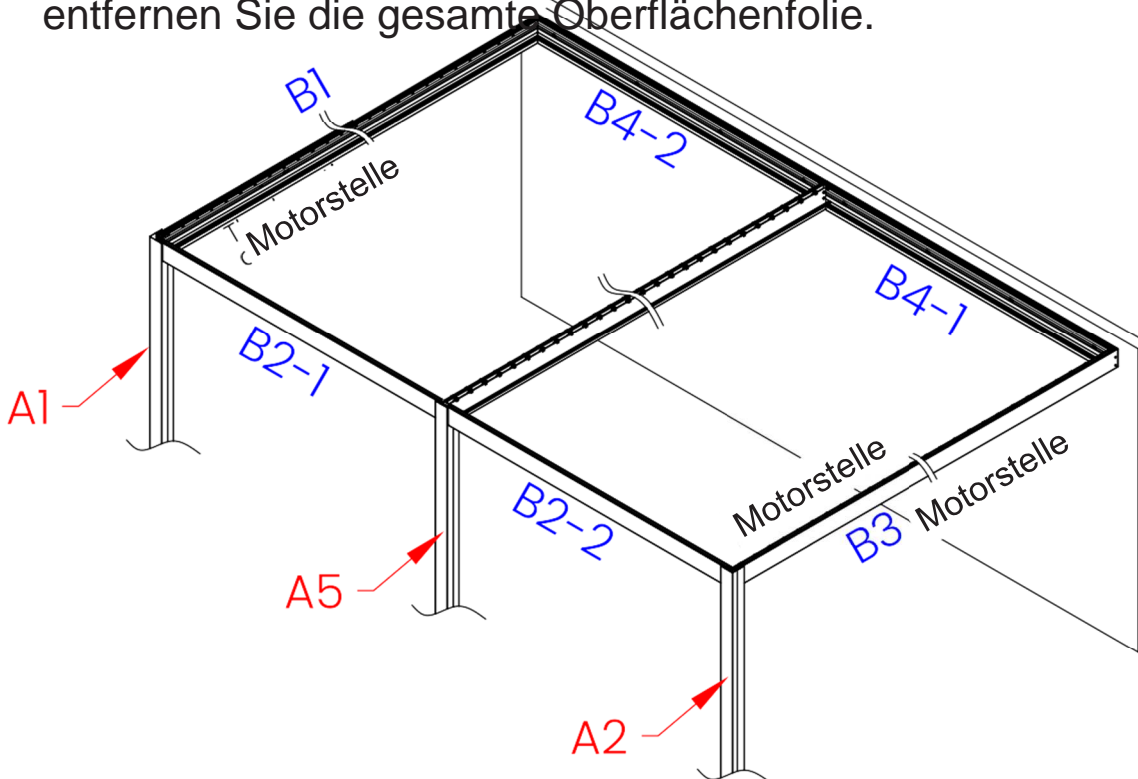 entfernen Sie die gesamte Oberflächenfolie.
B1
B4-2
Motorstelle
B4-1
B2-1
A1
Motorstelle
Motorstelle
B2-2
B3
A5
A2